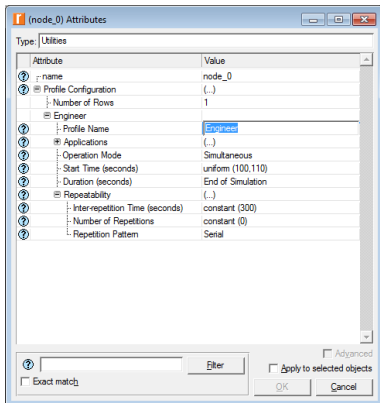 (node_0) Attributes
Type: Utilities
Attribute Value
name node_0
Profile Configuration (...)
Number of Rows 1
Engineer
Profile Name Engineer
Applications (...)
Operation Mode Simultaneous
Start Time (seconds) uniform (100,110)
Duration (seconds) End of Simulation
Repeatability (...)
Inter-repetition Time (seconds) constant (300)
Number of Repetitions constant (0)
Repetition Pattern Serial
Advanced
Filter
Apply to selected objects
Exact match
OK Cancel